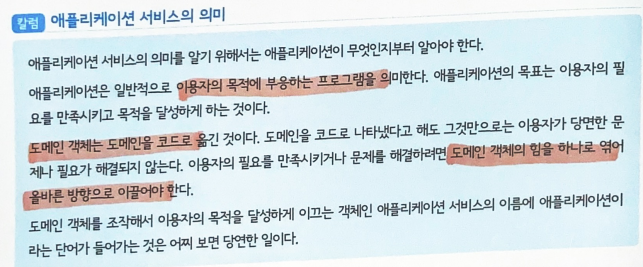 칼럼 애플리케이션 서비스의 의미
애플리케이션 서비스의 의미를 알기 위해서는 애플리케이션이 무엇인지부터 알아야 한다.
애플리케이션은 일반적으로 이용자의 목적에 부응하는 프로그램을 의미한다. 애플리케이션의 목표는 이용자의 필
요를 만족시키고 목적을 달성하게 하는 것이다.
도메인 객체는 도메인을 코드로 옮긴 것이다. 도메인을 코드로 나타냈다고 해도 그것만으로는 이용자가 당면한 문
제나 필요가 해결되지 않는다. 이용자의 필요를 만족시키거나 문제를 해결하려면 도메인 객체의 힘을 하나로 엮어
올바른 방향으로 이끌어야 한다.
도메인 객체를 조작해서 이용자의 목적을 달성하게 이끄는 객체인 애플리케이션 서비스의 이름에 애플리케이션이
라는 단어가 들어가는 것은 어찌 보면 당연한 일이다.